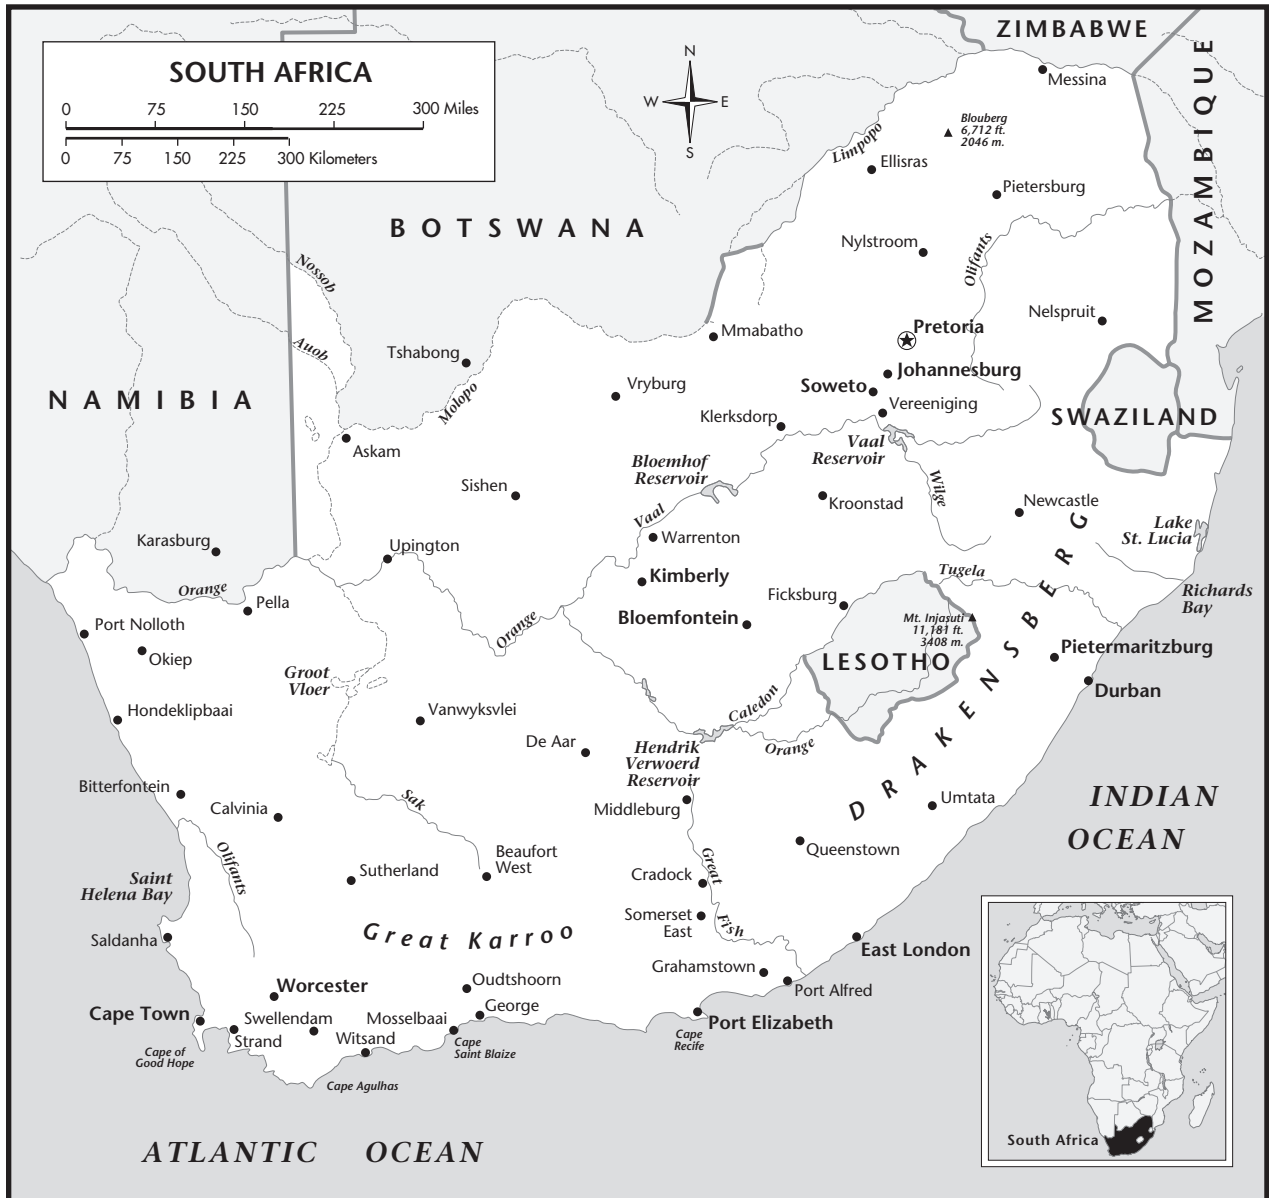 ZIMBABWE
SOUTH AFRICA
0 75 150 225 300 Miles
0 75 150 225 300 Kilometers
N
W E
S
MOZAMBIQUE
Messina
Blouberg
6,712 ft.
2046 m.
Limpopo
Ellisras
Pietersburg
BOTSWANA
Nylstroom
Olifants
Nossob
Nelspruit
Pretoria
Mmabatho
Auob
Tshabong
Johannesburg
Soweto
Vryburg
Molopo
NAMIBIA
Vereeniging
Klerksdorp
SWAZILAND
Askam
Vaal
Reservoir
Bloemhof
Reservoir
Sishen
Wilge
Kroonstad
Newcastle
Vaal
Lake
St. Lucia
Warrenton
Karasburg
Upington
Tugela
Kimberly
Orange
Pella
Ficksburg
Richards
Bay
Bloemfontein
Mt. Injasuti
11,181 ft.
3408 m.
Port Nolloth
Orange
Okiep
Pietermaritzburg
LESOTHO
Groot
Vloer
Durban
DRAKENSBERG
Hondeklipbaai
Vanwyksvlei
Caledon
De Aar
Orange
Hendrik
Verwoerd
Reservoir
Bitterfontein
Calvinia
Sak
Middleburg
Umtata
INDIAN
OCEAN
Queenstown
Olifants
Beaufort
West
Great
Sutherland
Saint
Helena Bay
Cradock
Somerset
East
Fish
Great Karroo
Saldanha
East London
Grahamstown
Oudtshoorn
Worcester
Port Alfred
George
Cape Town
Swellendam
Mosselbaai
Port Elizabeth
Strand
Witsand
Cape
Recife
Cape of
Good Hope
Cape
Saint Blaize
Cape Agulhas
South Africa
ATLANTIC OCEAN